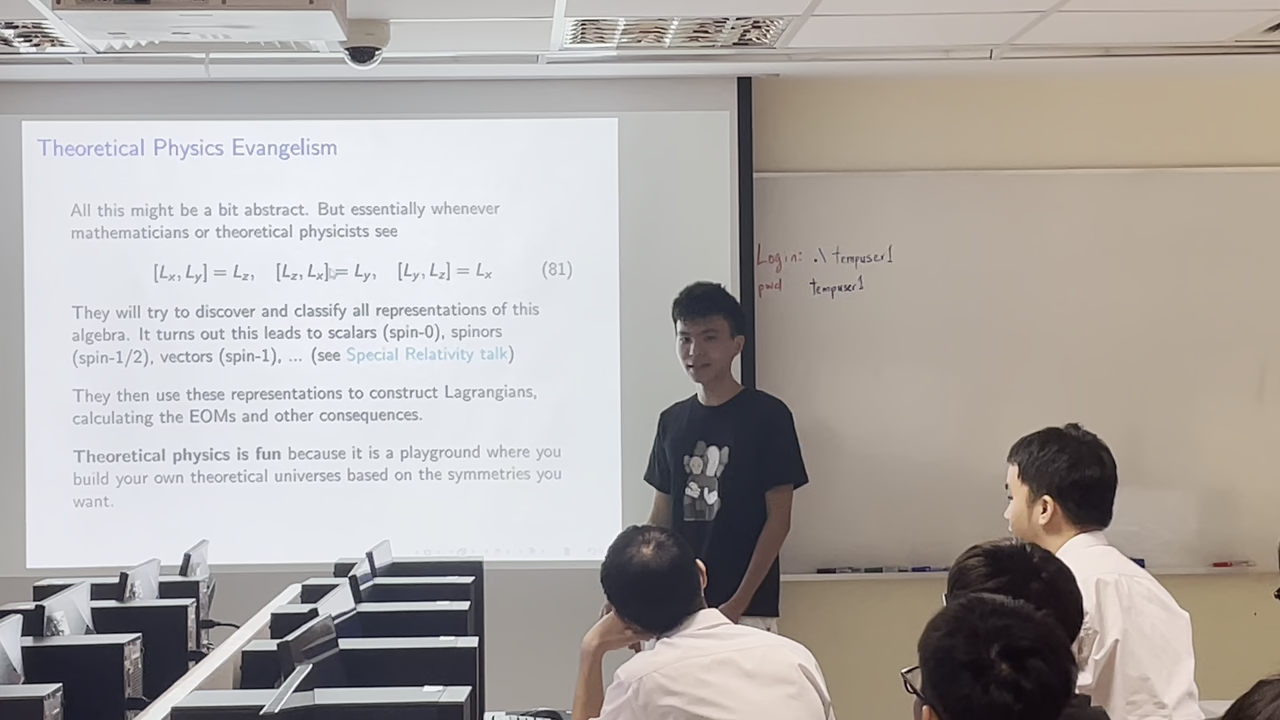 Theoretical Physics Evangelism
All this might be a bit abstract. But essentially whenever
mathematicians or theoretical physicists see
[Lx, Ly] = Lz, [Lz, Lx] = Ly, [Ly, Lz] = Lx (81)
They will try to discover and classify all representations of this
algebra. It turns out this leads to scalars (spin-0), spinors
(spin-1/2), vectors (spin-1), ... (see Special Relativity talk)
They then use these representations to construct Lagrangians,
calculating the EOMs and other consequences.
Theoretical physics is fun because it is a playground where you
build your own theoretical universes based on the symmetries you
want.
Login: .\ tempuser1
pwd tempuser1